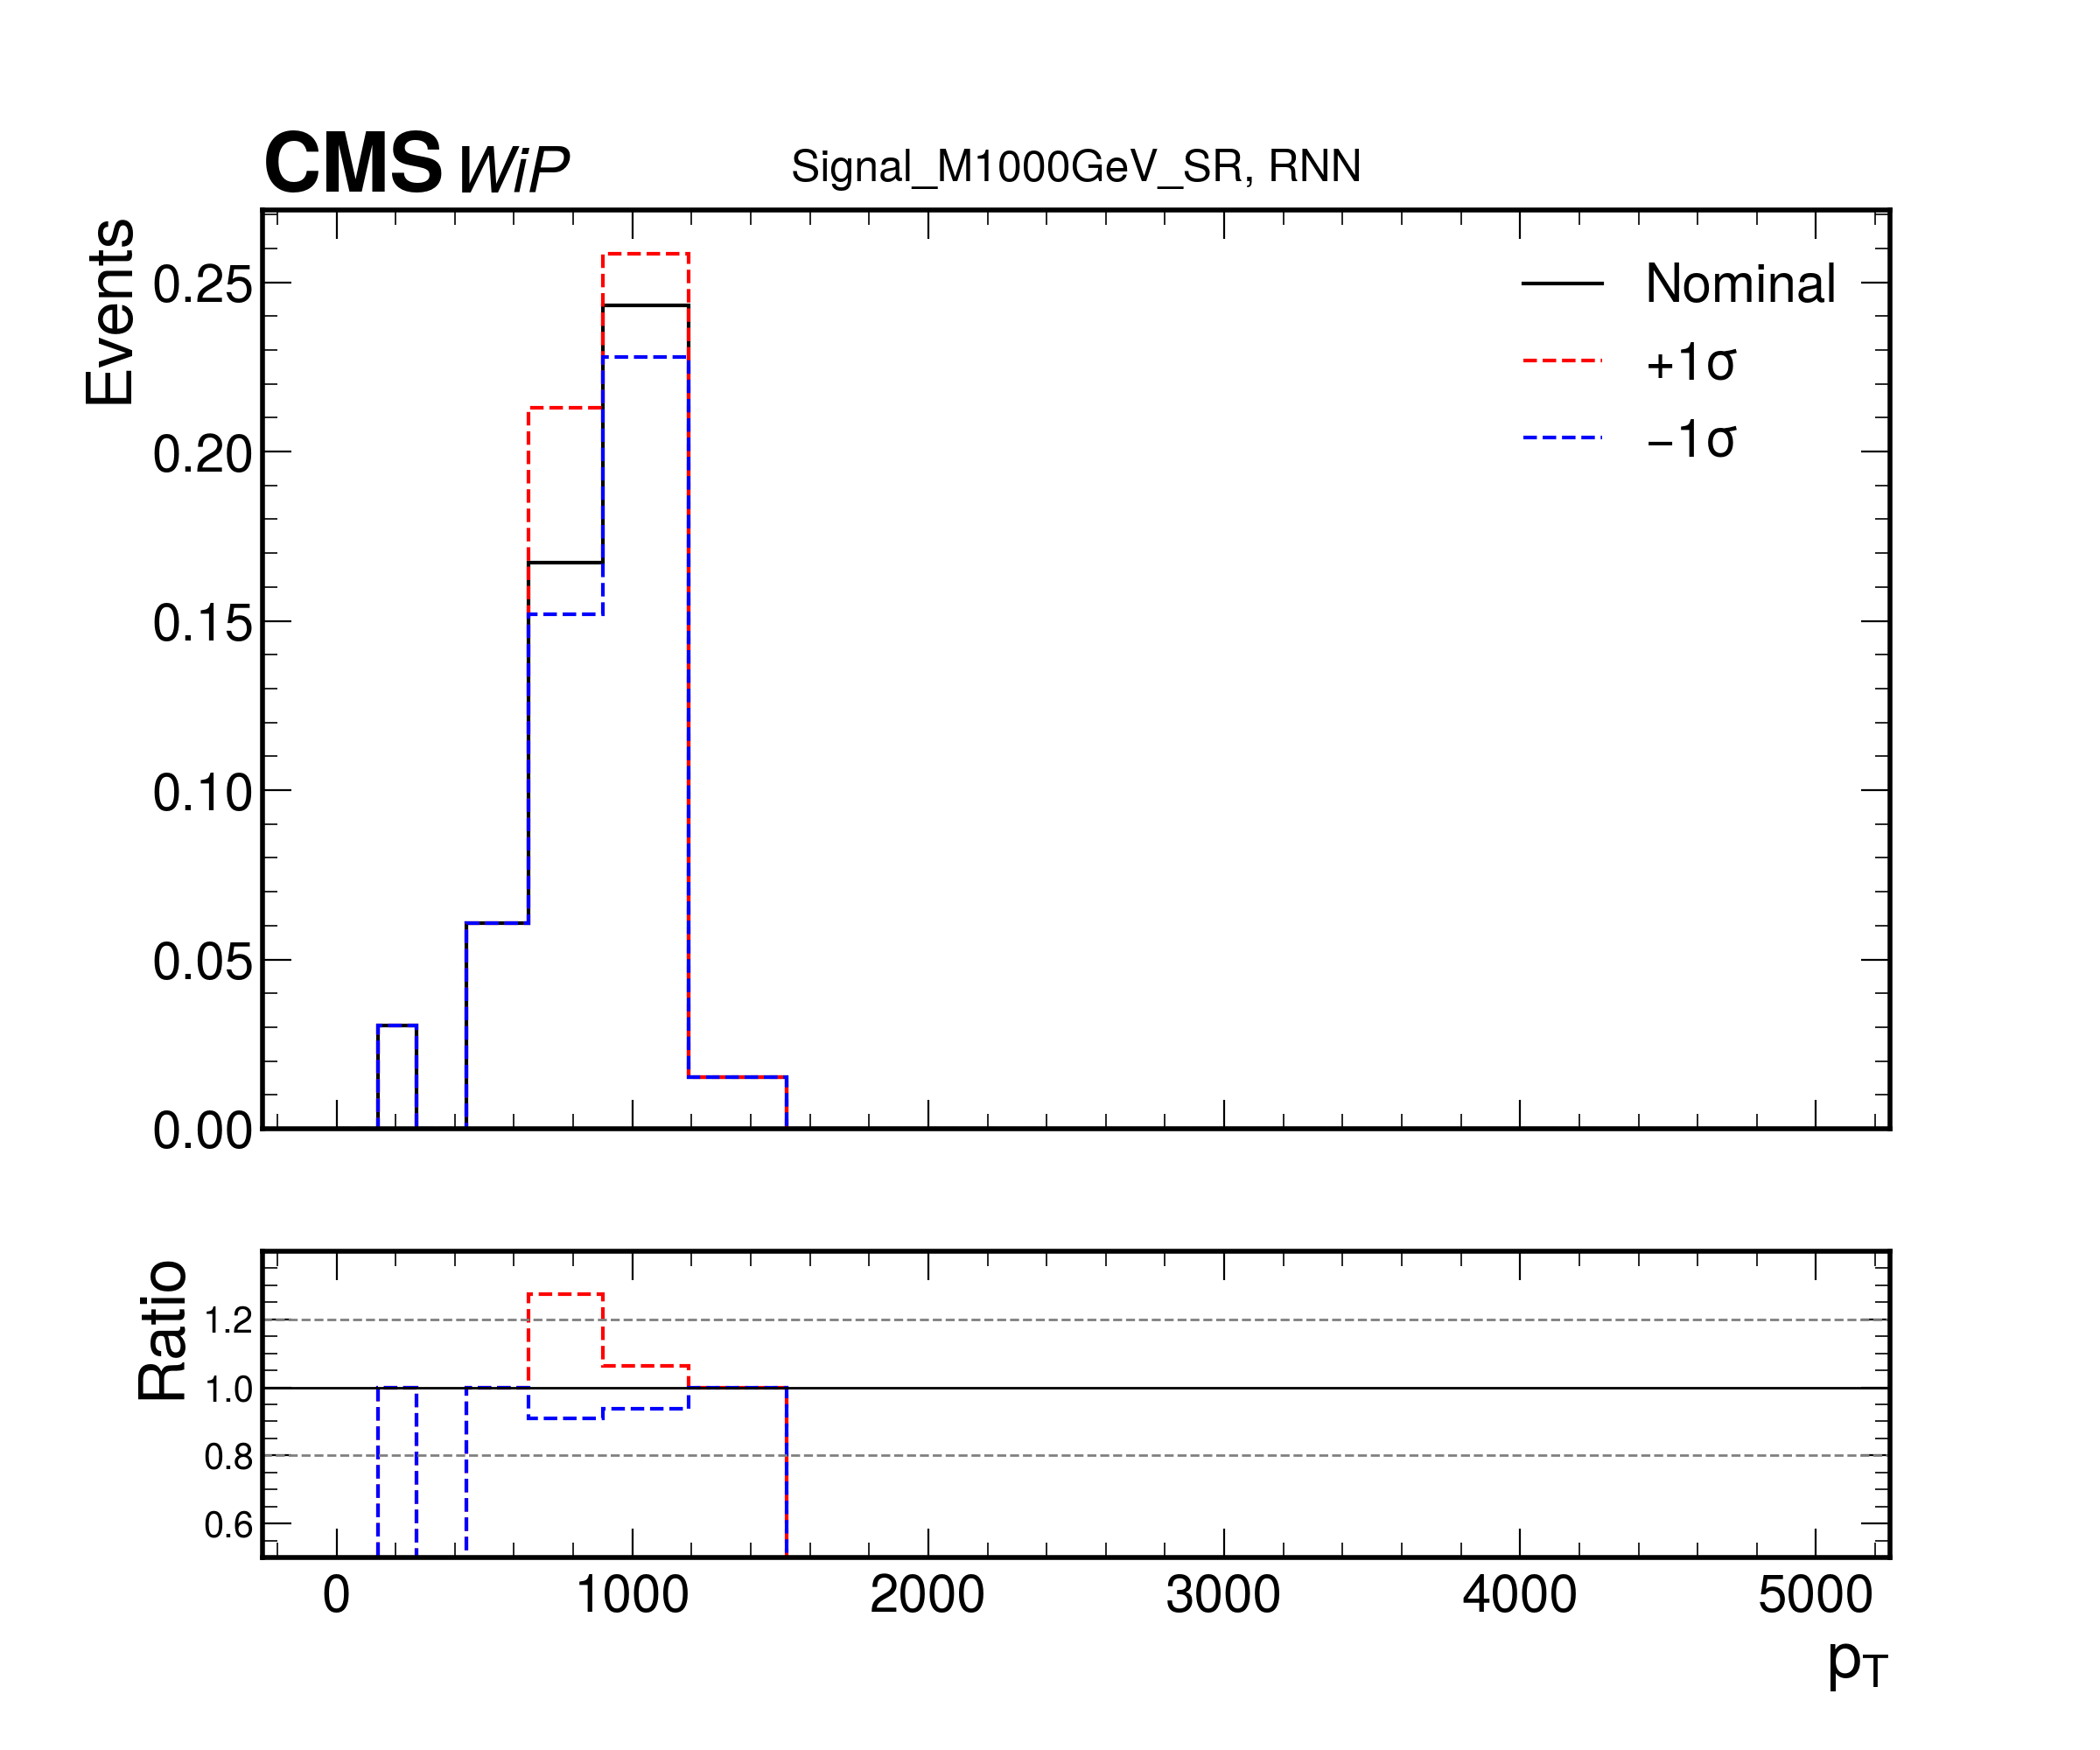 CMS WiP Signal_M1000GeV_SR, RNN
Events
0.25
0.20
0.15
0.10
0.05
0.00
Nominal
+1σ
−1σ
Ratio
1.2
1.0
0.8
0.6
0 1000 2000 3000 4000 5000
pT